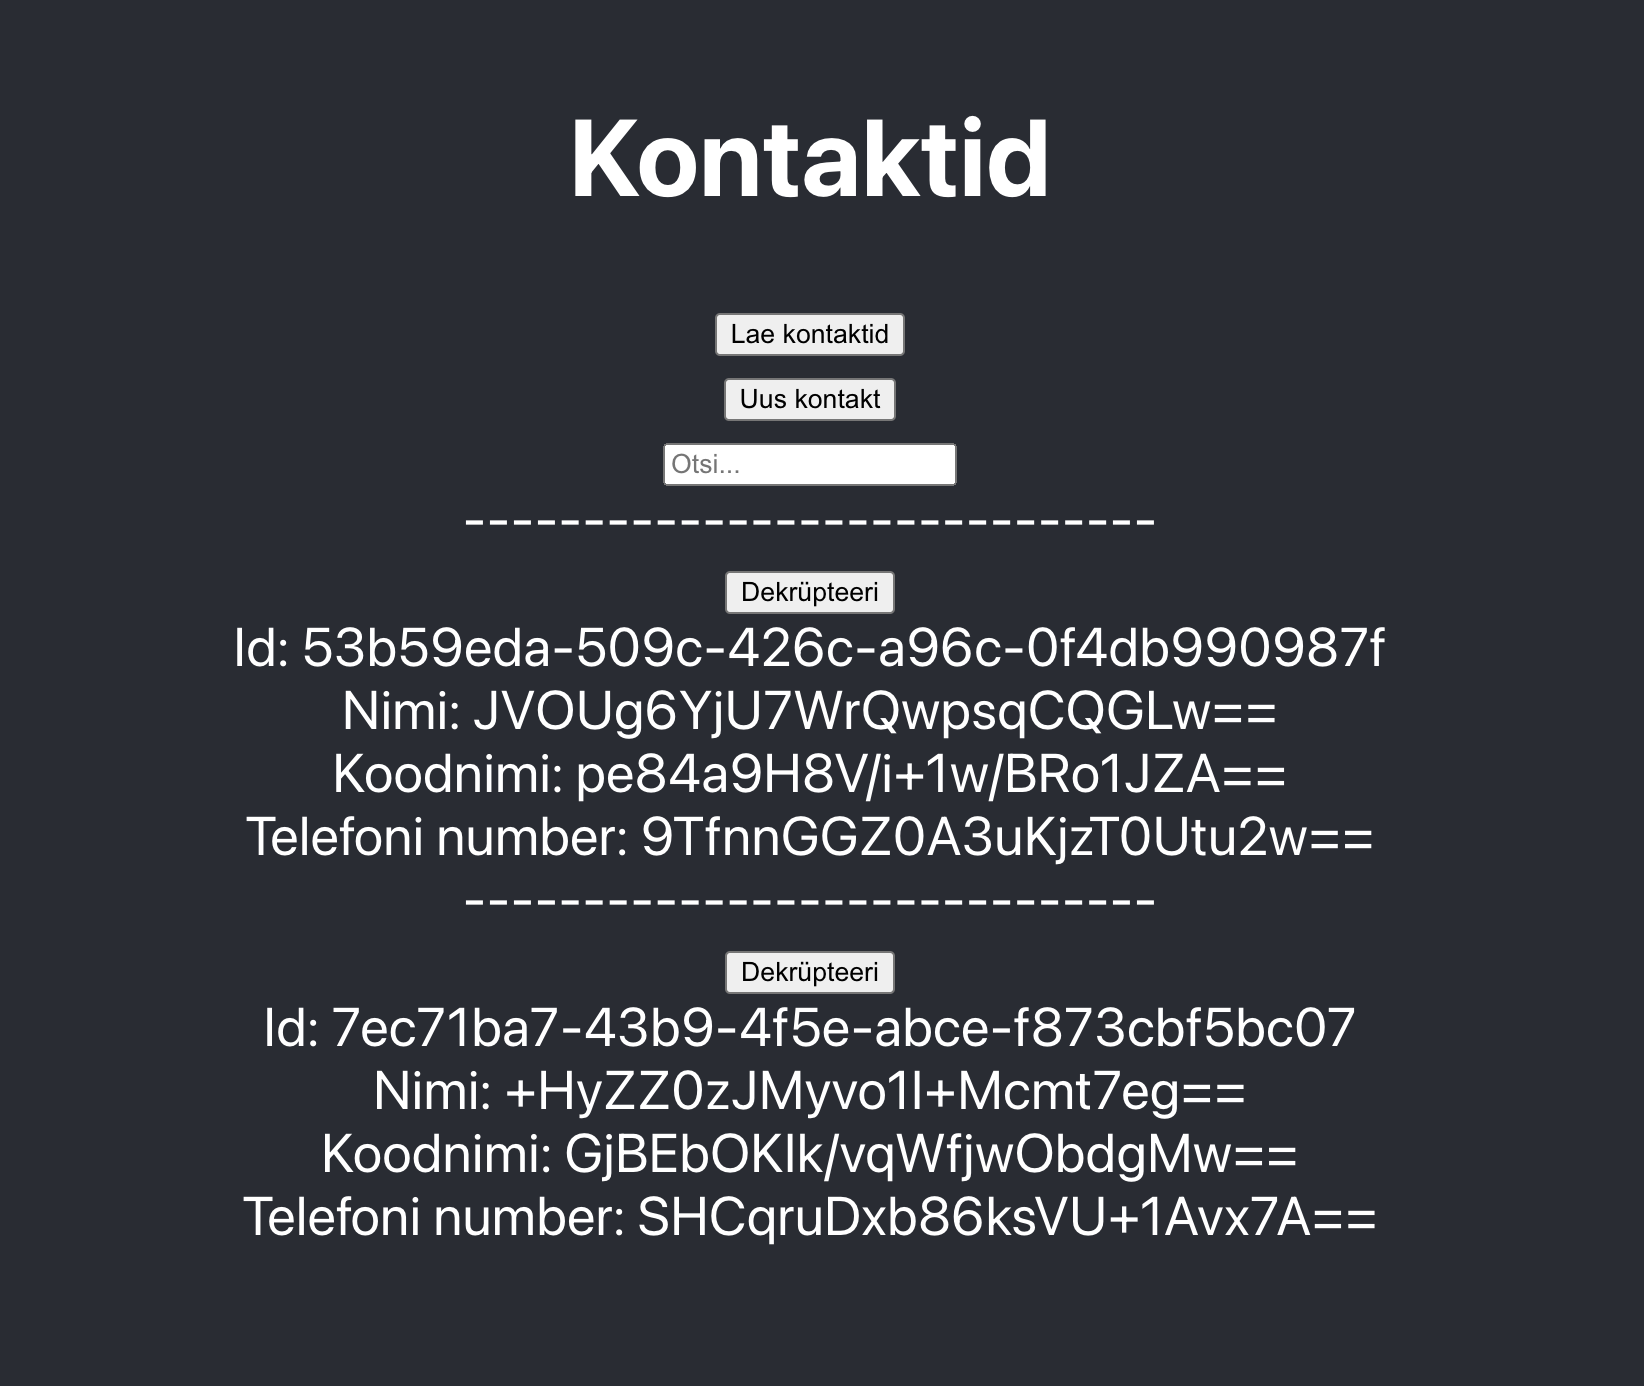 Kontaktid
Lae kontaktid
Uus kontakt
Otsi...
-----------------------------
Dekrüpteeri
Id: 53b59eda-509c-426c-a96c-0f4db990987f
Nimi: JVOUg6YjU7WrQwpsqCQGLw==
Koodnimi: pe84a9H8V/i+1w/BRo1JZA==
Telefoni number: 9TfnnGGZ0A3uKjzT0Utu2w==
-----------------------------
Dekrüpteeri
Id: 7ec71ba7-43b9-4f5e-abce-f873cbf5bc07
Nimi: +HyZZ0zJMyvo1I+Mcmt7eg==
Koodnimi: GjBEbOKIk/vqWfjwObdgMw==
Telefoni number: SHCqruDxb86ksVU+1Avx7A==